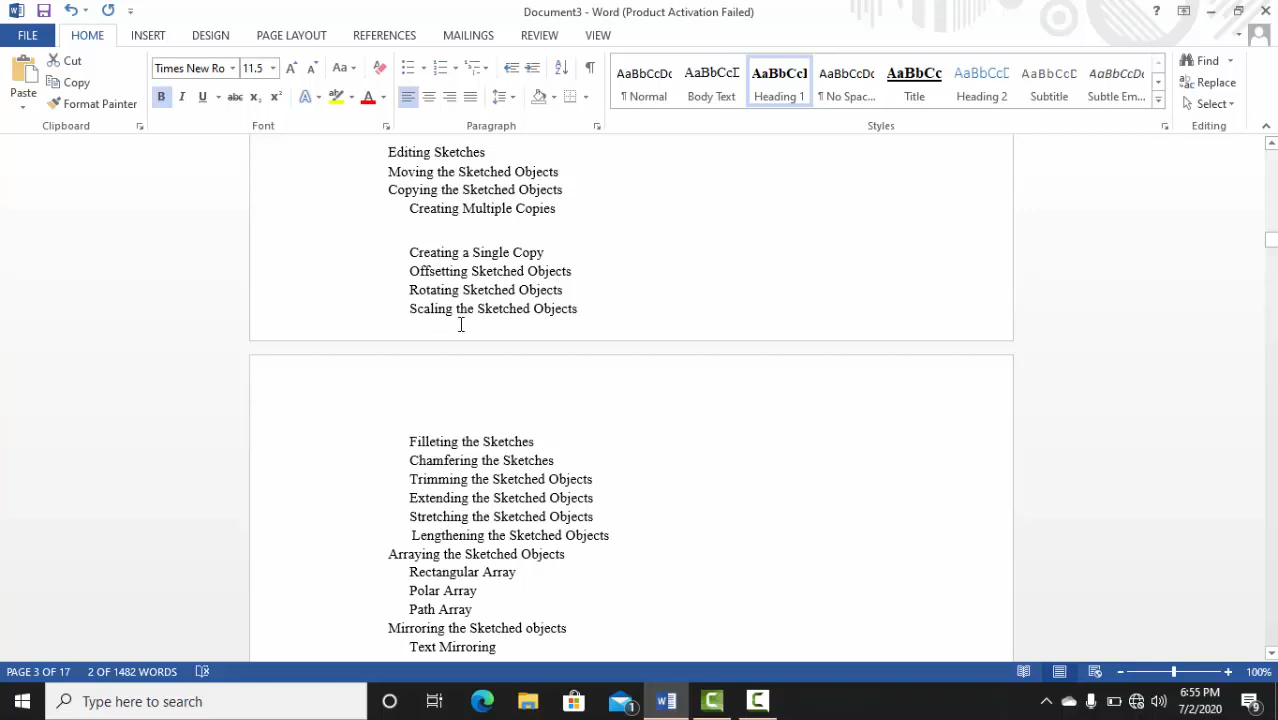 Document3 - Word (Product Activation Failed)
FILE HOME INSERT DESIGN PAGE LAYOUT REFERENCES MAILINGS REVIEW VIEW
Paste
Cut
Copy
Format Painter
Clipboard
Times New Ro 11.5
Font
Paragraph
AaBbCcDc AaBbCcD AaBbCcI AaBbCcDc AaBbCc AaBbCcD AaBbCcD AaBbCcDc
¶ Normal Body Text Heading 1 ¶ No Spac... Title Heading 2 Subtitle Subtle Em...
Styles
Find
Replace
Select
Editing
Editing Sketches
Moving the Sketched Objects
Copying the Sketched Objects
Creating Multiple Copies
Creating a Single Copy
Offsetting Sketched Objects
Rotating Sketched Objects
Scaling the Sketched Objects
Filleting the Sketches
Chamfering the Sketches
Trimming the Sketched Objects
Extending the Sketched Objects
Stretching the Sketched Objects
Lengthening the Sketched Objects
Arraying the Sketched Objects
Rectangular Array
Polar Array
Path Array
Mirroring the Sketched objects
Text Mirroring
PAGE 3 OF 17 2 OF 1482 WORDS 100%
Type here to search
1
6:55 PM
7/2/2020
9